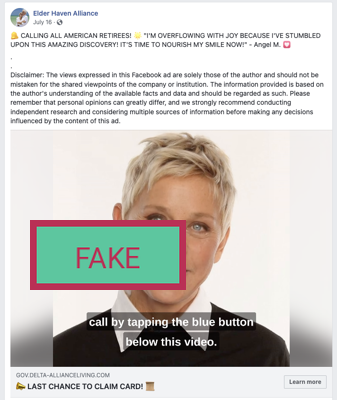 Elder Haven Alliance
July 16 ·
CALLING ALL AMERICAN RETIREES! "I'M OVERFLOWING WITH JOY BECAUSE I'VE STUMBLED
UPON THIS AMAZING DISCOVERY! IT'S TIME TO NOURISH MY SMILE NOW!" - Angel M.
.
.
Disclaimer: The views expressed in this Facebook ad are solely those of the author and should not be
mistaken for the shared viewpoints of the company or institution. The information provided is based on
the author's understanding of the available facts and data and should be regarded as such. Please
remember that personal opinions can greatly differ, and we strongly recommend conducting
independent research and considering multiple sources of information before making any decisions
influenced by the content of this ad.
FAKE
call by tapping the blue button
below this video.
GOV.DELTA-ALLIANCELIVING.COM
LAST CHANCE TO CLAIM CARD!
Learn more